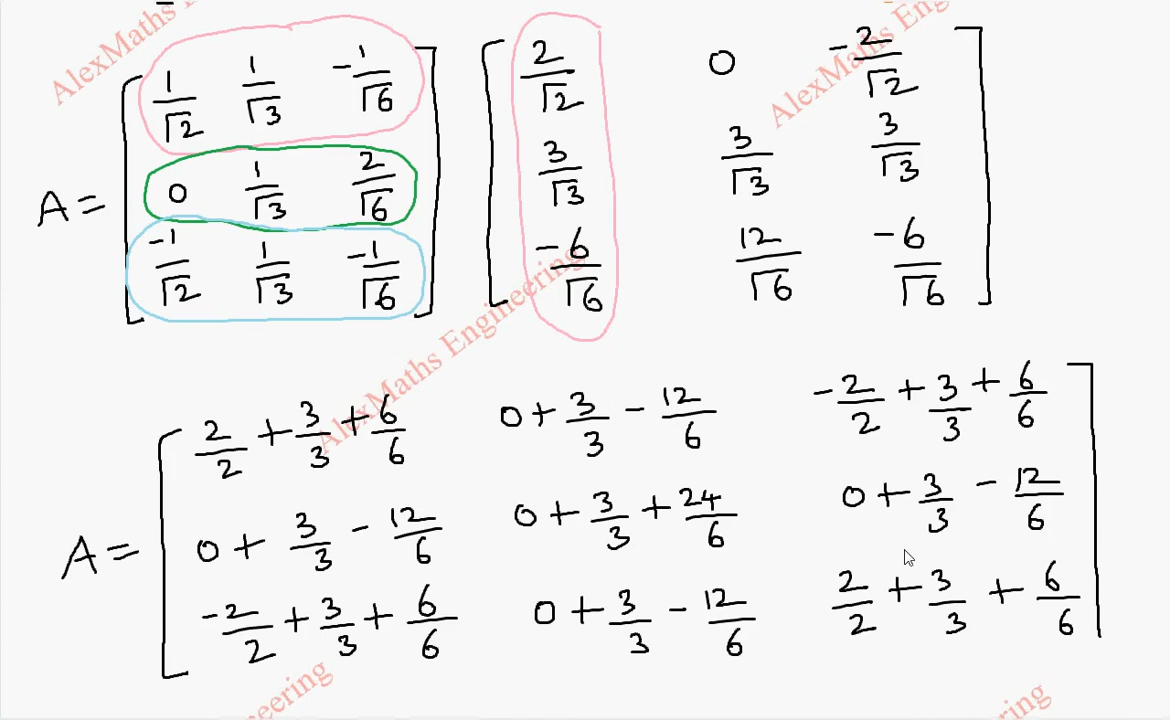 AlexMaths Engineering
AlexMaths Eng
A = [ 1/√2 1/√3 -1/√6 ] [ 2/√2 0 -2/√2 ]
[ 0 1/√3 2/√6 ] [ 3/√3 3/√3 3/√3 ]
[ -1/√2 1/√3 -1/√6 ] [ -6/√6 12/√6 -6/√6 ]
A = [ 2/2 + 3/3 + 6/6 0 + 3/3 - 12/6 -2/2 + 3/3 + 6/6 ]
[ 0 + 3/3 - 12/6 0 + 3/3 + 24/6 0 + 3/3 - 12/6 ]
[ -2/2 + 3/3 + 6/6 0 + 3/3 - 12/6 2/2 + 3/3 + 6/6 ]